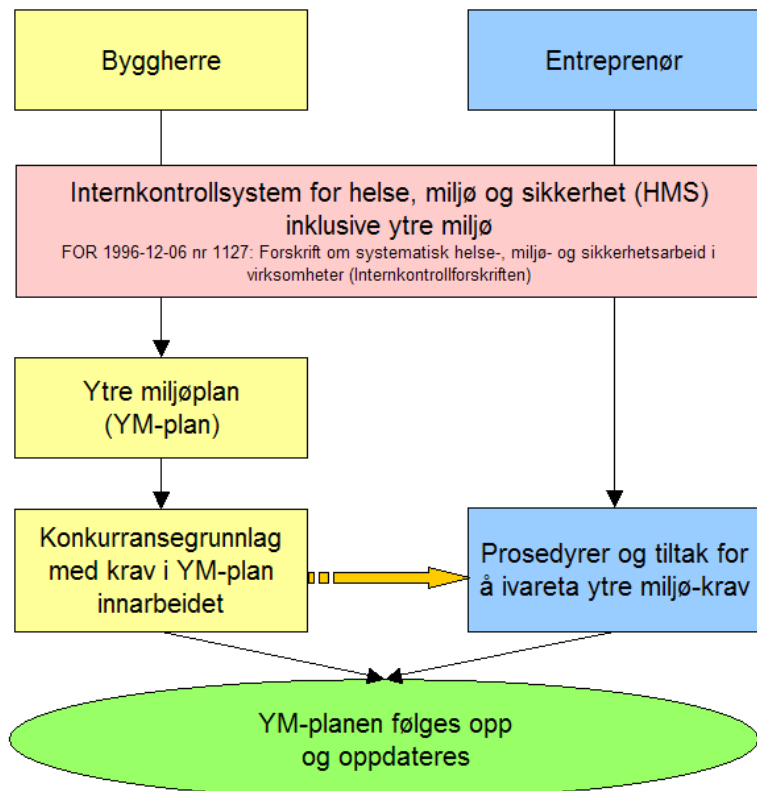 Byggherre
Entreprenør
Internkontrollsystem for helse, miljø og sikkerhet (HMS)
inklusive ytre miljø
FOR 1996-12-06 nr 1127: Forskrift om systematisk helse-, miljø- og sikkerhetsarbeid i
virksomheter (Internkontrollforskriften)
Ytre miljøplan
(YM-plan)
Konkurransegrunnlag
med krav i YM-plan
innarbeidet
Prosedyrer og tiltak for
å ivareta ytre miljø-krav
YM-planen følges opp
og oppdateres